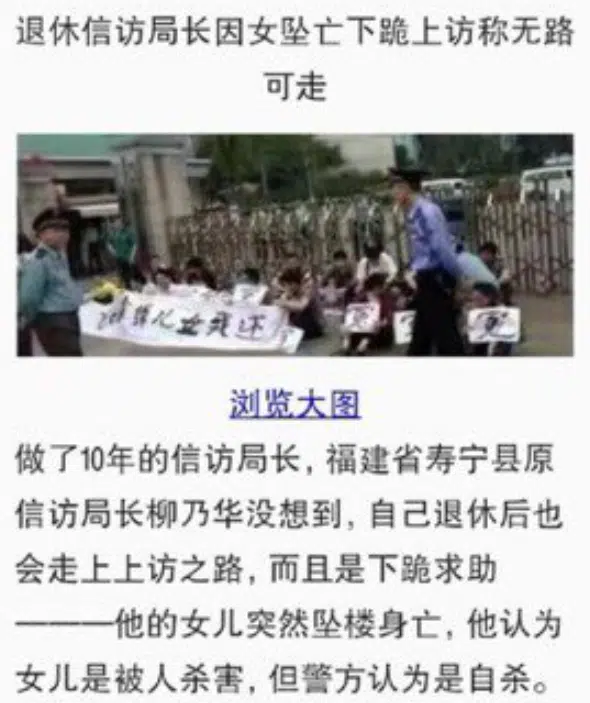 退休信访局长因女坠亡下跪上访称无路
可走
冤
浏览大图
做了10年的信访局长，福建省寿宁县原
信访局长柳乃华没想到，自己退休后也
会走上上访之路，而且是下跪求助
———他的女儿突然坠楼身亡，他认为
女儿是被人杀害，但警方认为是自杀。